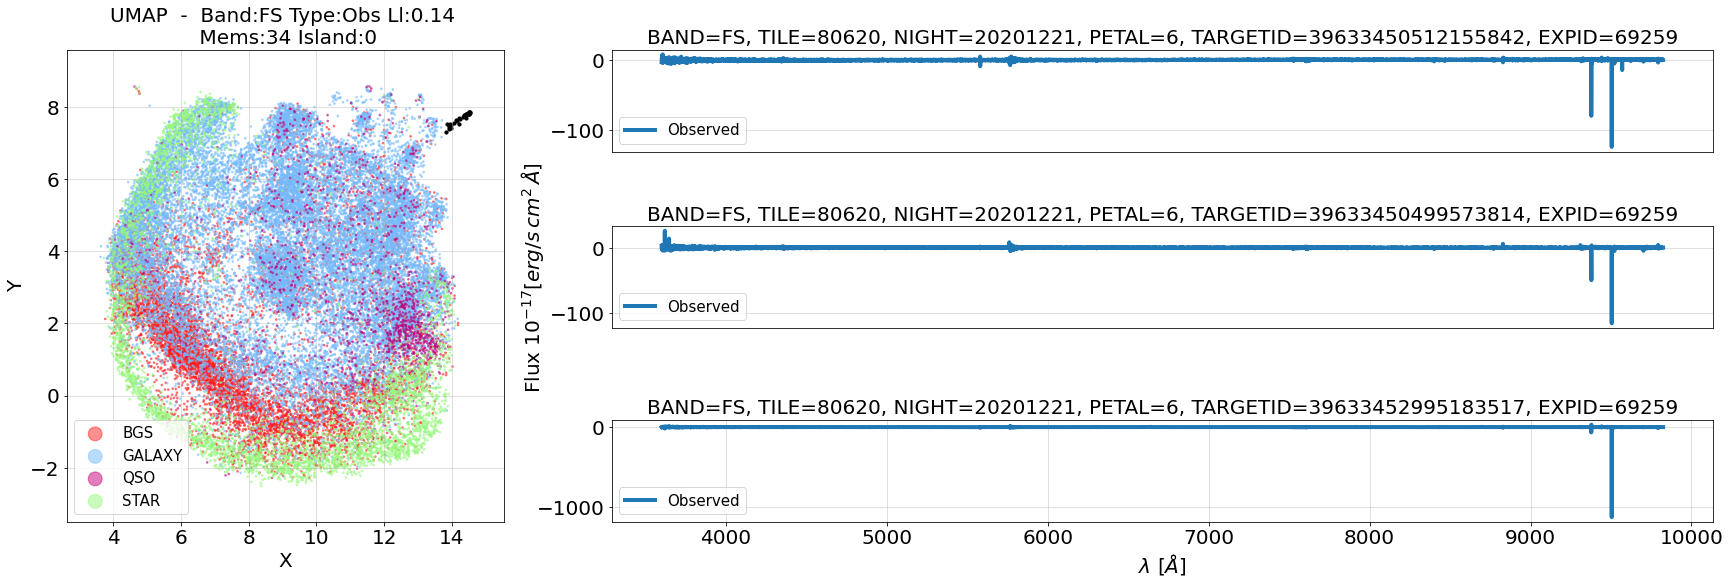 UMAP - Band:FS Type:Obs Ll:0.14
Mems:34 Island:0
Y
8
6
4
2
0
−2
BGS
GALAXY
QSO
STAR
4 6 8 10 12 14
X
Flux 10^−17 [erg/s cm^2 Å]
BAND=FS, TILE=80620, NIGHT=20201221, PETAL=6, TARGETID=39633450512155842, EXPID=69259
0
−100
Observed
BAND=FS, TILE=80620, NIGHT=20201221, PETAL=6, TARGETID=39633450499573814, EXPID=69259
0
−100
Observed
BAND=FS, TILE=80620, NIGHT=20201221, PETAL=6, TARGETID=39633452995183517, EXPID=69259
0
−1000
Observed
4000 5000 6000 7000 8000 9000 10000
λ [Å]